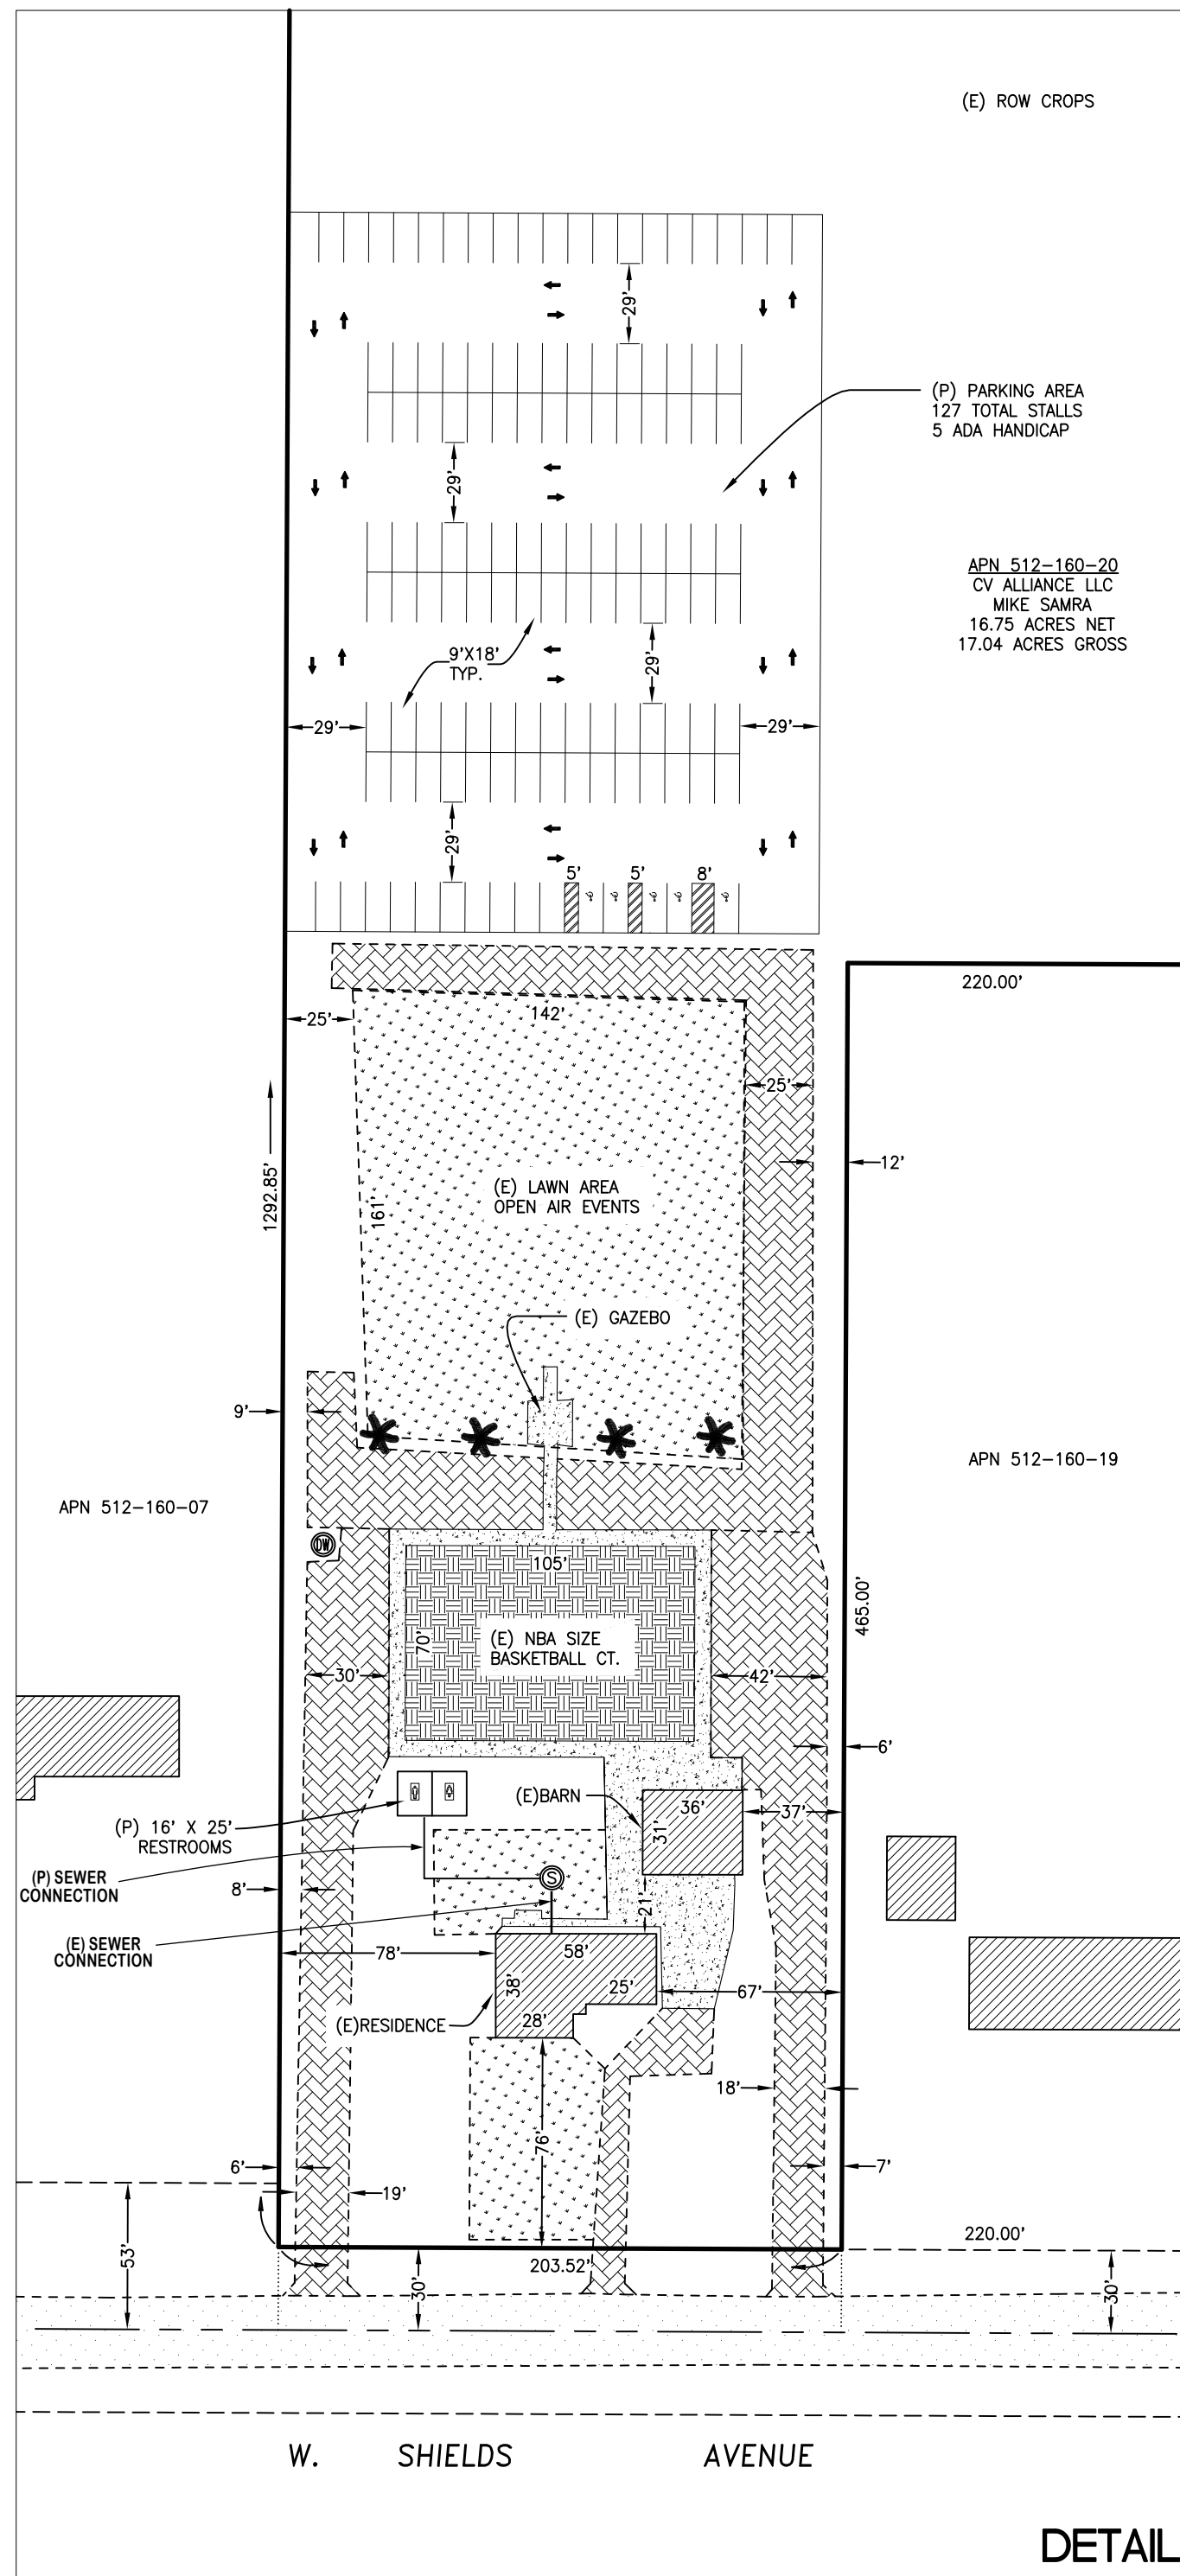 (E) ROW CROPS
29'
(P) PARKING AREA
127 TOTAL STALLS
5 ADA HANDICAP
29'
APN 512-160-20
CV ALLIANCE LLC
MIKE SAMRA
16.75 ACRES NET
17.04 ACRES GROSS
9'X18'
TYP.
29'
29'
29'
29'
5'
5'
8'
220.00'
25'
142'
25'
12'
1292.85'
161'
(E) LAWN AREA
OPEN AIR EVENTS
(E) GAZEBO
9'
APN 512-160-19
APN 512-160-07
DW
105'
465.00'
70'
(E) NBA SIZE
BASKETBALL CT.
30'
42'
6'
(E)BARN
36'
37'
31'
(P) 16' X 25'
RESTROOMS
(P) SEWER
CONNECTION
S
8'
21'
(E) SEWER
CONNECTION
78'
58'
38'
25'
67'
(E)RESIDENCE
28'
18'
76'
6'
7'
19'
220.00'
53'
203.52'
30'
30'
W. SHIELDS AVENUE
DETAIL